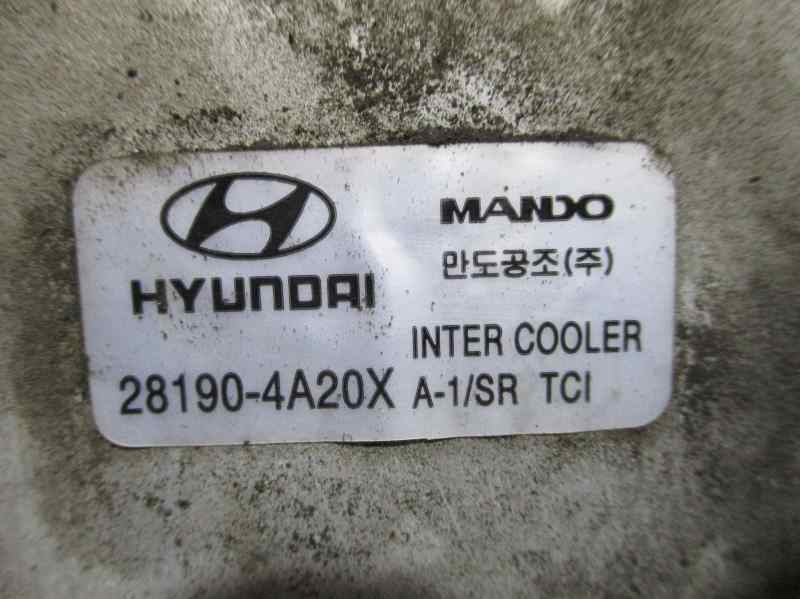 HYUNDAI
28190-4A20X
MANDO
만도공조(주)
INTER COOLER
A-1/SR TCI